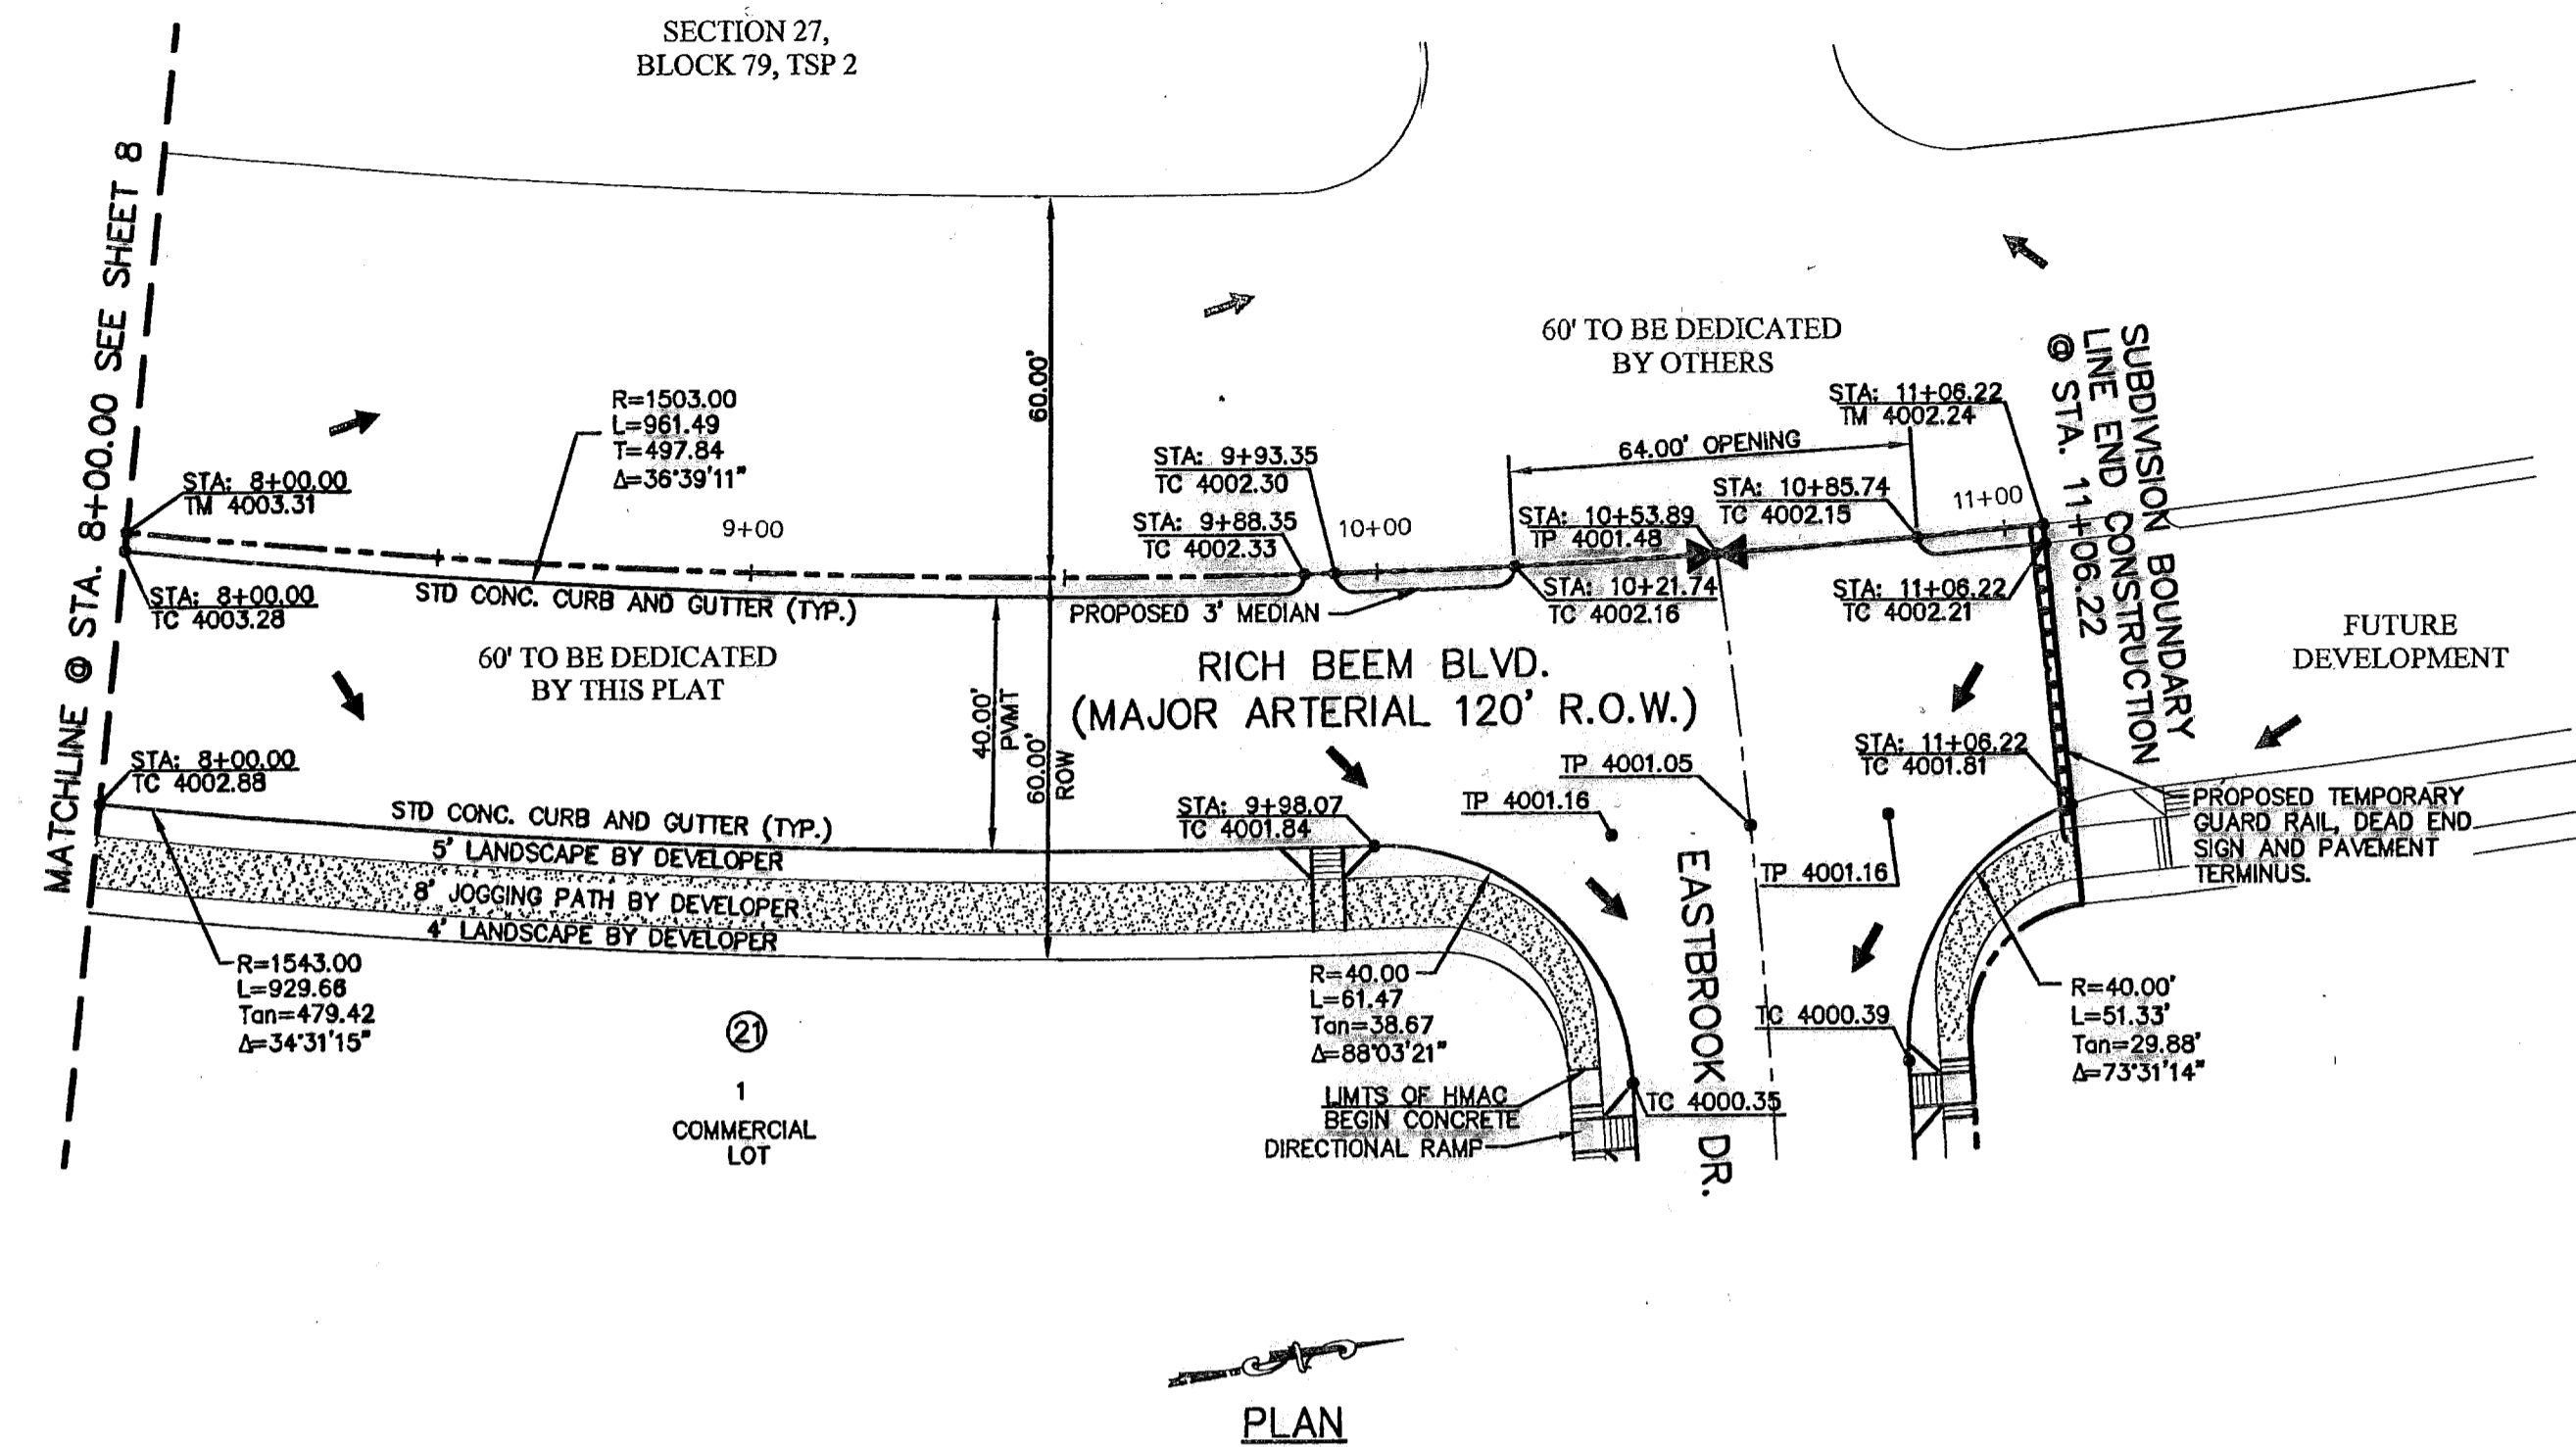 SECTION 27,
BLOCK 79, TSP 2
MATCHLINE @ STA. 8+00.00 SEE SHEET 8
60.00'
60' TO BE DEDICATED
BY OTHERS
SUBDIVISION BOUNDARY
LINE END CONSTRUCTION
@ STA. 11+06.22
R=1503.00
L=961.49
T=497.84
Δ=36°39'11"
STA: 8+00.00
TM 4003.31
9+00
STA: 9+93.35
TC 4002.30
STA: 9+88.35
TC 4002.33
10+00
64.00' OPENING
STA: 11+06.22
TM 4002.24
STA: 10+53.89
TP 4001.48
STA: 10+85.74
TC 4002.15
11+00
STA: 8+00.00
TC 4003.28
STD CONC. CURB AND GUTTER (TYP.)
PROPOSED 3' MEDIAN
STA: 10+21.74
TC 4002.16
STA: 11+06.22
TC 4002.21
60' TO BE DEDICATED
BY THIS PLAT
40.00'
PVMT
60.00'
ROW
RICH BEEM BLVD.
(MAJOR ARTERIAL 120' R.O.W.)
FUTURE
DEVELOPMENT
STA: 8+00.00
TC 4002.88
STD CONC. CURB AND GUTTER (TYP.)
5' LANDSCAPE BY DEVELOPER
8' JOGGING PATH BY DEVELOPER
4' LANDSCAPE BY DEVELOPER
STA: 9+98.07
TC 4001.84
TP 4001.16
TP 4001.05
TP 4001.16
STA: 11+06.22
TC 4001.81
PROPOSED TEMPORARY
GUARD RAIL, DEAD END
SIGN AND PAVEMENT
TERMINUS.
EASTBROOK DR.
R=1543.00
L=929.66
Tan=479.42
Δ=34°31'15"
21
1
COMMERCIAL
LOT
R=40.00
L=61.47
Tan=38.67
Δ=88°03'21"
TC 4000.39
R=40.00'
L=51.33'
Tan=29.88'
Δ=73°31'14"
LIMTS OF HMAC
BEGIN CONCRETE
DIRECTIONAL RAMP
TC 4000.35
PLAN